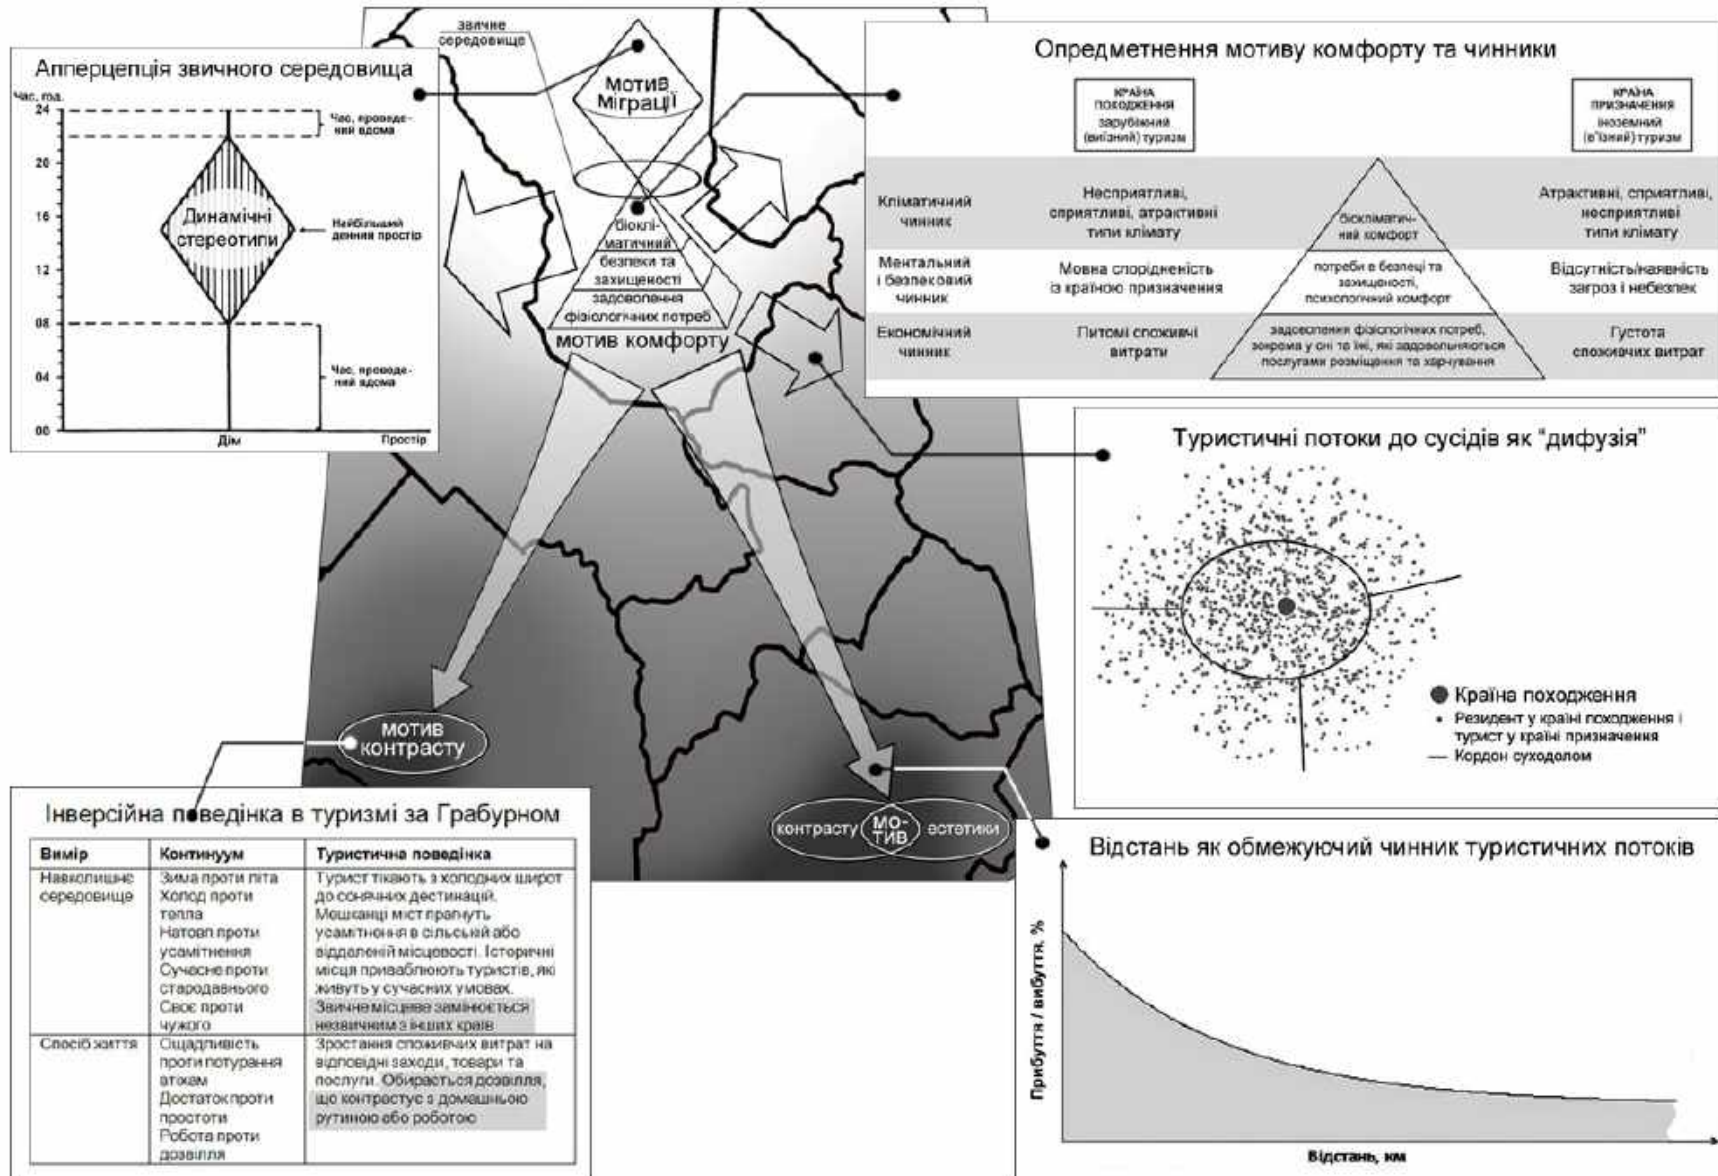 звичне
середовище
мотив
міграції
біоклі-
матичний
безпеки та
захищеності
задоволення
фізіологічних потреб
мотив комфорту
мотив
контрасту
контрасту
мо-
тив
естетики
Апперцепція звичного середовища
Час, год.
24
20
16
12
08
04
00
Час, проведе-
ний вдома
Динамічні
стереотипи
Найбільший
денний простір
Час, проведе-
ний вдома
Дім
Простір
Опредметнення мотиву комфорту та чинники
КРАЇНА
ПОХОДЖЕННЯ
зарубіжний
(виїзний) туризм
КРАЇНА
ПРИЗНАЧЕННЯ
іноземний
(в'їзний) туризм
Кліматичний
чинник
Несприятливі,
сприятливі, атрактивні
типи клімату
біокліматич-
ний комфорт
Атрактивні, сприятливі,
несприятливі
типи клімату
Ментальний
і безпековий
чинник
Мовна спорідненість
із країною призначення
потреби в безпеці та
захищеності,
психологічний комфорт
Відсутність/наявність
загроз і небезпек
Економічний
чинник
Питомі споживчі
витрати
задоволення фізіологічних потреб,
зокрема у сні та їжі, які задовольняються
послугами розміщення та харчування
Густота
споживчих витрат
Туристичні потоки до сусідів як "дифузія"
Країна походження
Резидент у країні походження і
турист у країні призначення
Кордон суходолом
Інверсійна поведінка в туризмі за Грабурном
Вимір
Континуум
Туристична поведінка
Навколишнє
середовище
Зима проти літа
Холод проти
тепла
Натовп проти
усамітнення
Сучасне проти
стародавнього
Своє проти
чужого
Турист тікають з холодних широт
до сонячних дестинацій.
Мешканці міст прагнуть
усамітнення в сільській або
віддаленій місцевості. Історичні
місця приваблюють туристів, які
живуть у сучасних умовах.
Звичне місцеве замінюється
незвичним з інших країв
Спосіб життя
Ощадливість
проти потурання
втіхам
Достаток проти
простоти
Робота проти
дозвілля
Зростання споживчих витрат на
відповідні заходи, товари та
послуги. Обирається дозвілля,
що контрастує з домашньою
рутиною або роботою
Відстань як обмежуючий чинник туристичних потоків
Прибуття / вибуття, %
Відстань, км